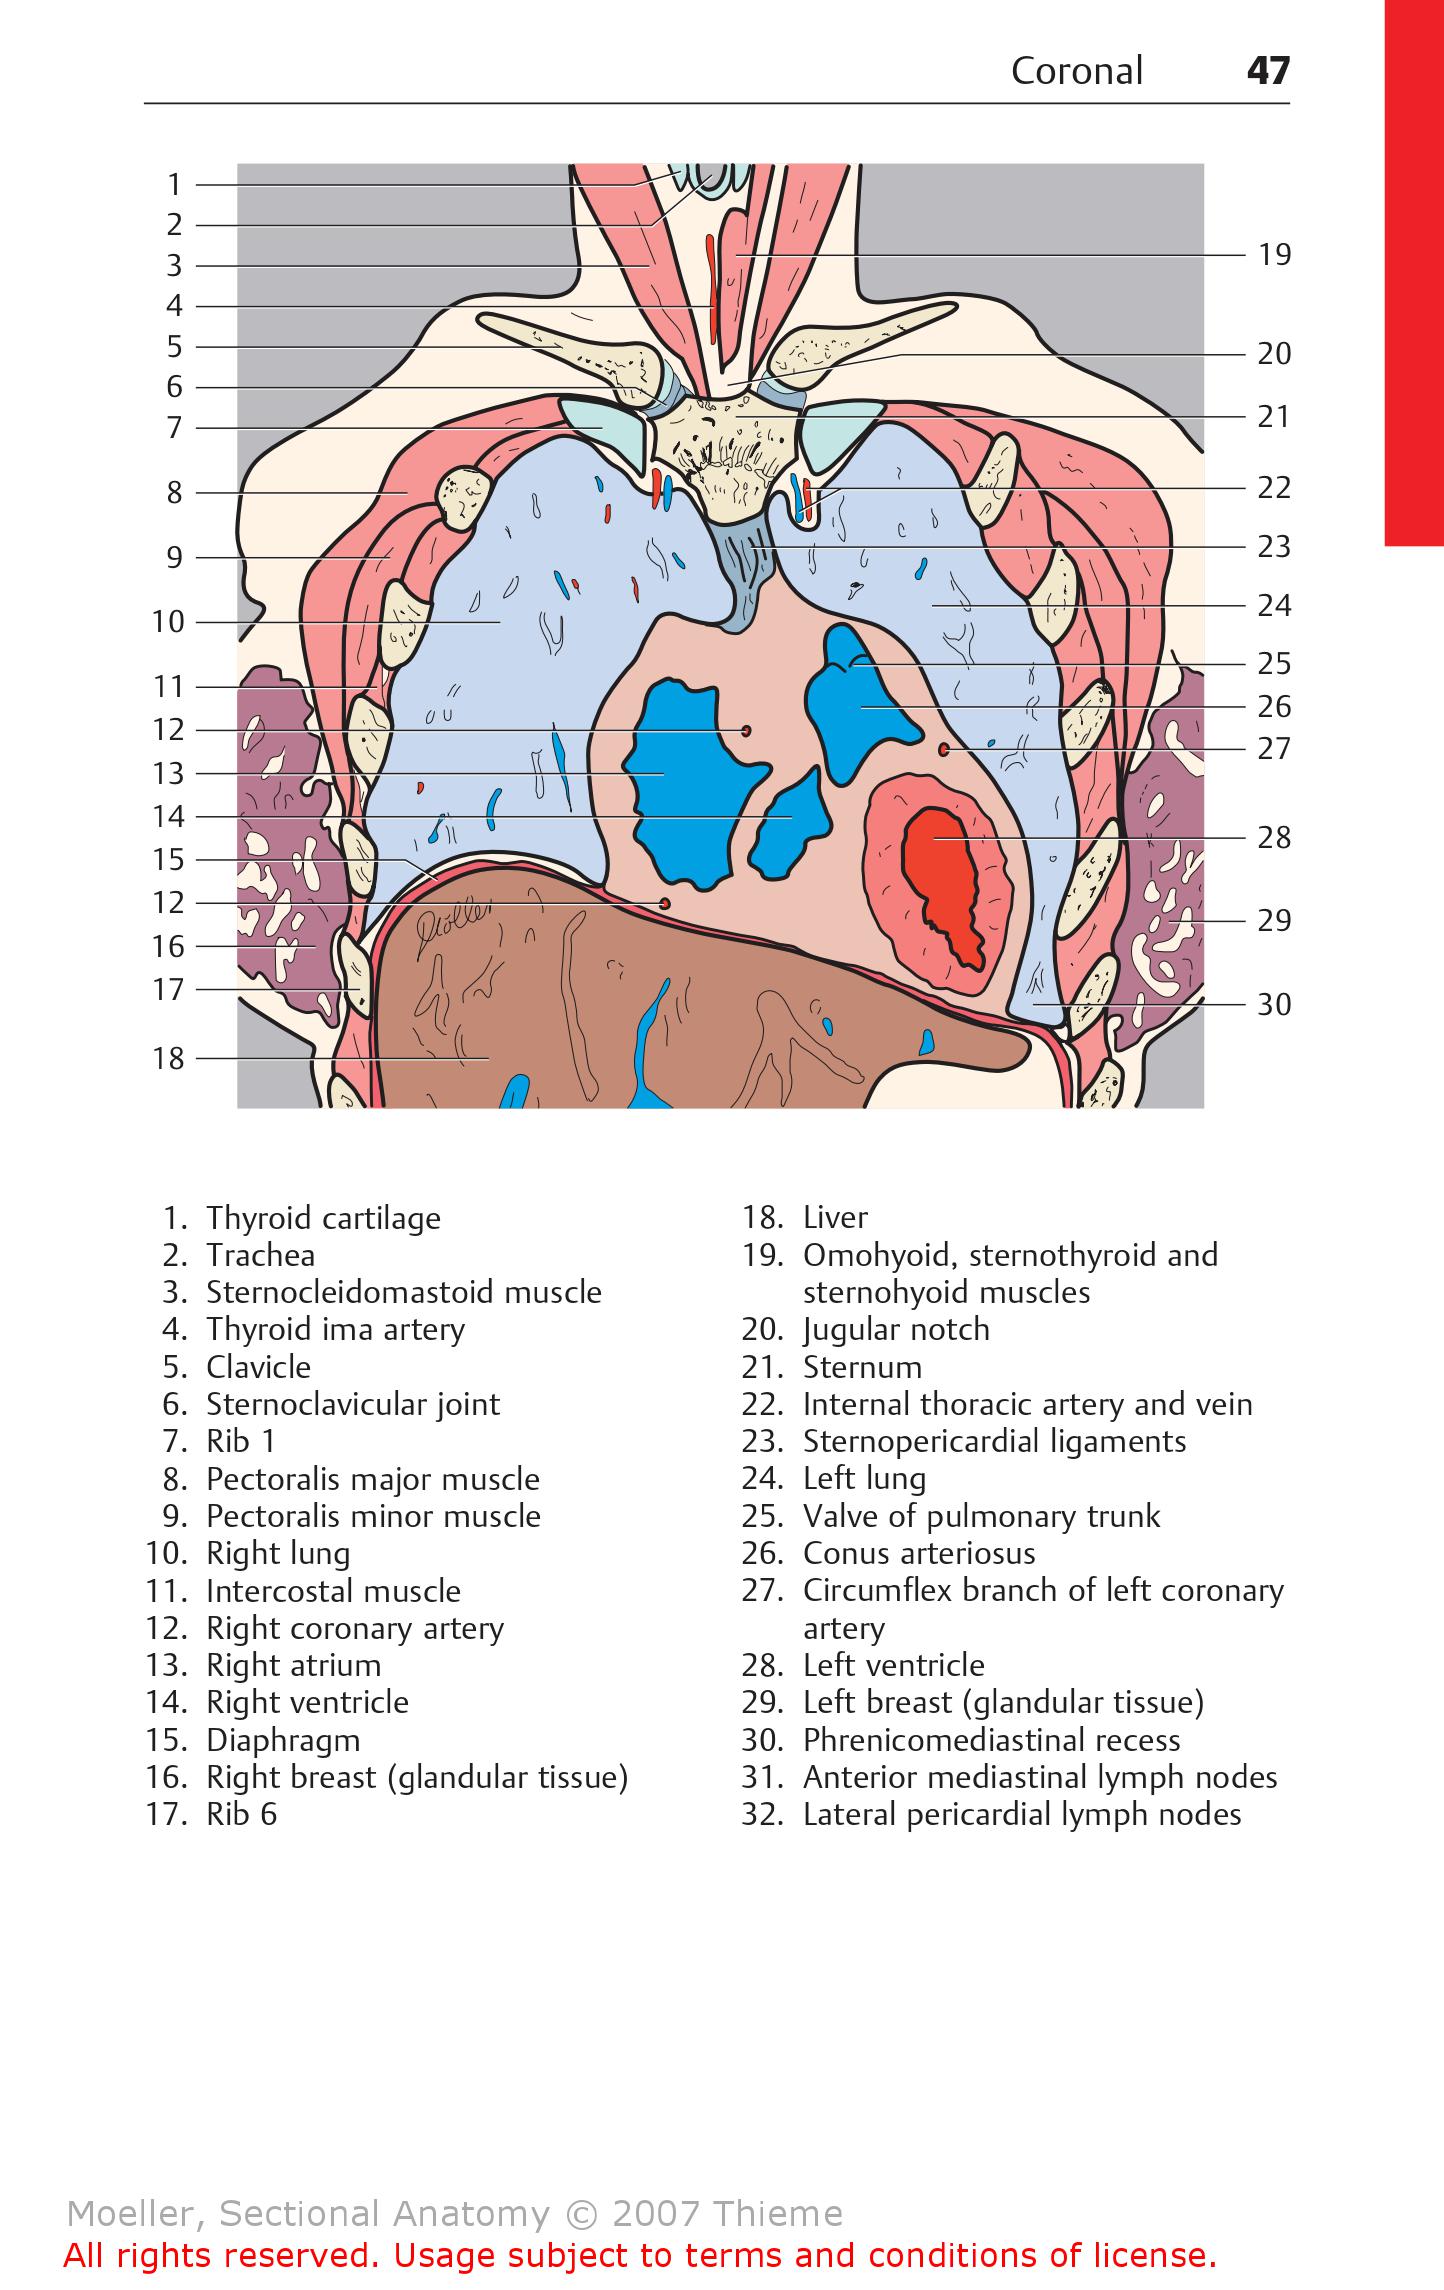 Coronal 47
1
2
3
4
5
6
7
8
9
10
11
12
13
14
15
12
16
17
18
19
20
21
22
23
24
25
26
27
28
29
30
1. Thyroid cartilage
2. Trachea
3. Sternocleidomastoid muscle
4. Thyroid ima artery
5. Clavicle
6. Sternoclavicular joint
7. Rib 1
8. Pectoralis major muscle
9. Pectoralis minor muscle
10. Right lung
11. Intercostal muscle
12. Right coronary artery
13. Right atrium
14. Right ventricle
15. Diaphragm
16. Right breast (glandular tissue)
17. Rib 6
18. Liver
19. Omohyoid, sternothyroid and
sternohyoid muscles
20. Jugular notch
21. Sternum
22. Internal thoracic artery and vein
23. Sternopericardial ligaments
24. Left lung
25. Valve of pulmonary trunk
26. Conus arteriosus
27. Circumflex branch of left coronary
artery
28. Left ventricle
29. Left breast (glandular tissue)
30. Phrenicomediastinal recess
31. Anterior mediastinal lymph nodes
32. Lateral pericardial lymph nodes
Moeller, Sectional Anatomy © 2007 Thieme
All rights reserved. Usage subject to terms and conditions of license.